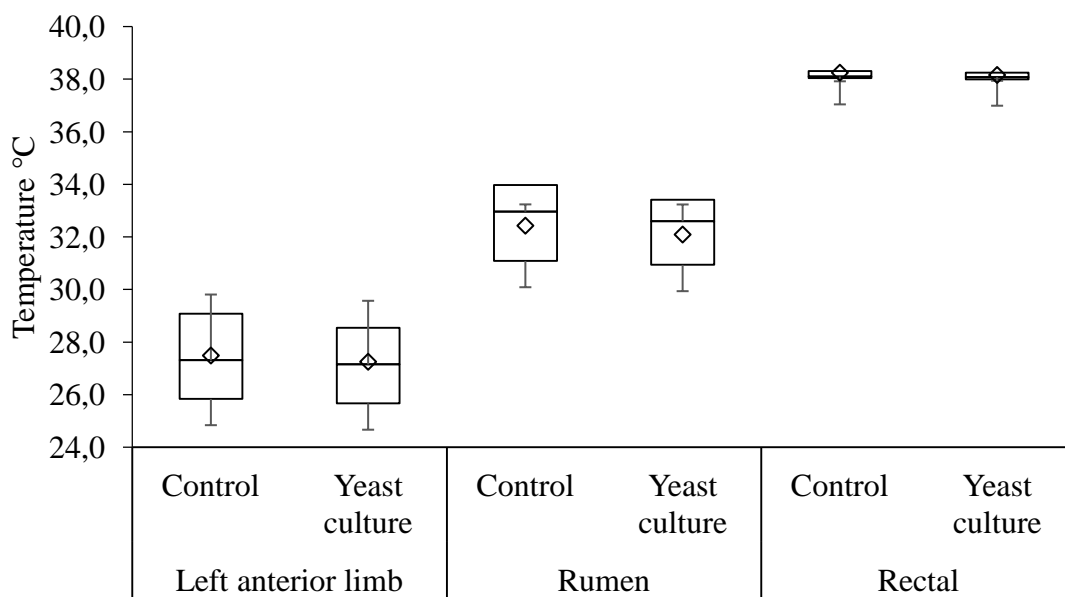 40,0
38,0
36,0
34,0
32,0
30,0
28,0
26,0
24,0
Temperature °C
Control
Yeast
culture
Control
Yeast
culture
Control
Yeast
culture
Left anterior limb
Rumen
Rectal